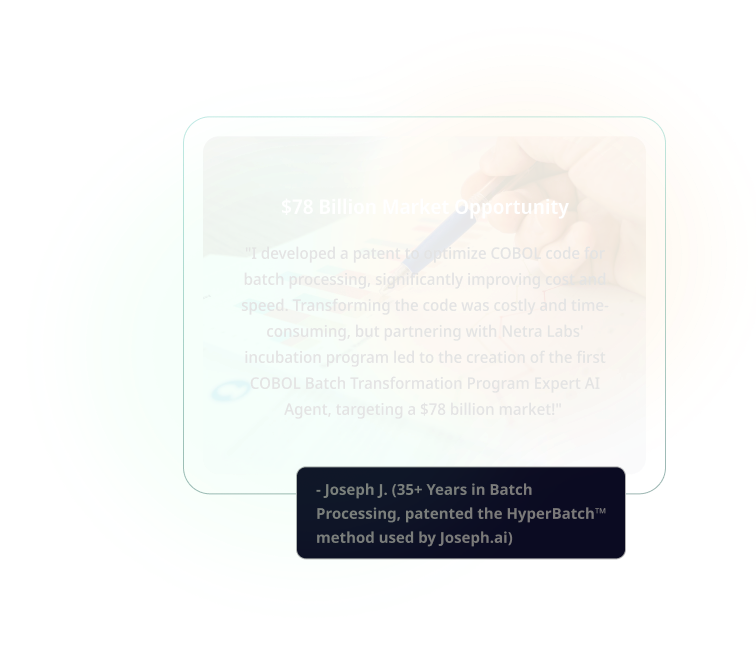 $78 Billion Market Opportunity
"I developed a patent to optimize COBOL code for
batch processing, significantly improving cost and
speed. Transforming the code was costly and time-
consuming, but partnering with Netra Labs'
incubation program led to the creation of the first
COBOL Batch Transformation Program Expert AI
Agent, targeting a $78 billion market!"
- Joseph J. (35+ Years in Batch
Processing, patented the HyperBatch™
method used by Joseph.ai)